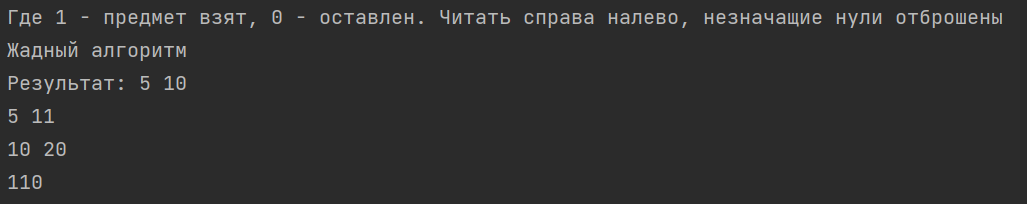 Где 1 - предмет взят, 0 - оставлен. Читать справа налево, незначащие нули отброшены
Жадный алгоритм
Результат: 5 10
5 11
10 20
110